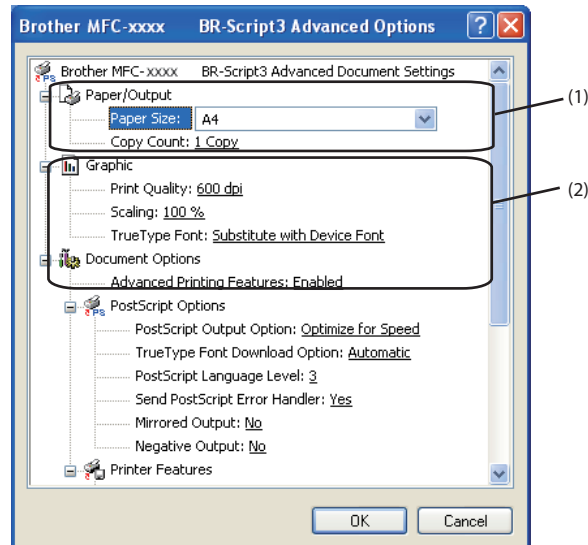 Brother MFC-xxxx BR-Script3 Advanced Options
Brother MFC-xxxx BR-Script3 Advanced Document Settings
Paper/Output
Paper Size: A4
Copy Count: 1 Copy
(1)
Graphic
Print Quality: 600 dpi
(2)
Scaling: 100 %
TrueType Font: Substitute with Device Font
Document Options
Advanced Printing Features: Enabled
PS PostScript Options
PostScript Output Option: Optimize for Speed
TrueType Font Download Option: Automatic
PostScript Language Level: 3
Send PostScript Error Handler: Yes
Mirrored Output: No
Negative Output: No
Printer Features
OK Cancel